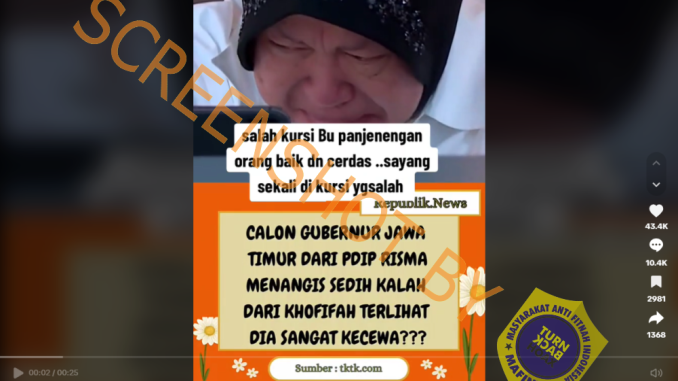 salah kursi Bu panjenengan
orang baik dn cerdas ..sayang
sekali di kursi ygsalah
Republik.News
CALON GUBERNUR JAWA
TIMUR DARI PDIP RISMA
MENANGIS SEDIH KALAH
DARI KHOFIFAH TERLIHAT
DIA SANGAT KECEWA???
Sumber : tktk.com
43.4K
10.4K
2981
1368
00:02 / 00:25
SCREENSHOT BY
MASYARAKAT ANTI FITNAH INDONESIA
TURN
BACK